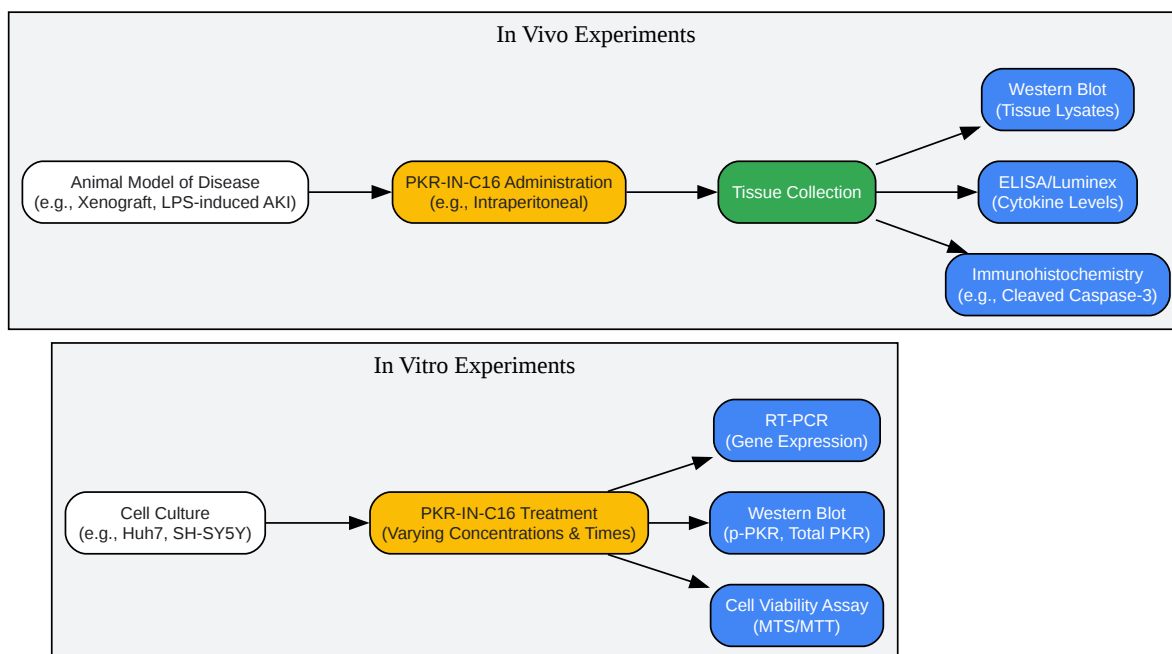 In Vivo Experiments
Animal Model of Disease
(e.g., Xenograft, LPS-induced AKI)
PKR-IN-C16 Administration
(e.g., Intraperitoneal)
Tissue Collection
Western Blot
(Tissue Lysates)
ELISA/Luminex
(Cytokine Levels)
Immunohistochemistry
(e.g., Cleaved Caspase-3)
In Vitro Experiments
Cell Culture
(e.g., Huh7, SH-SY5Y)
PKR-IN-C16 Treatment
(Varying Concentrations & Times)
RT-PCR
(Gene Expression)
Western Blot
(p-PKR, Total PKR)
Cell Viability Assay
(MTS/MTT)